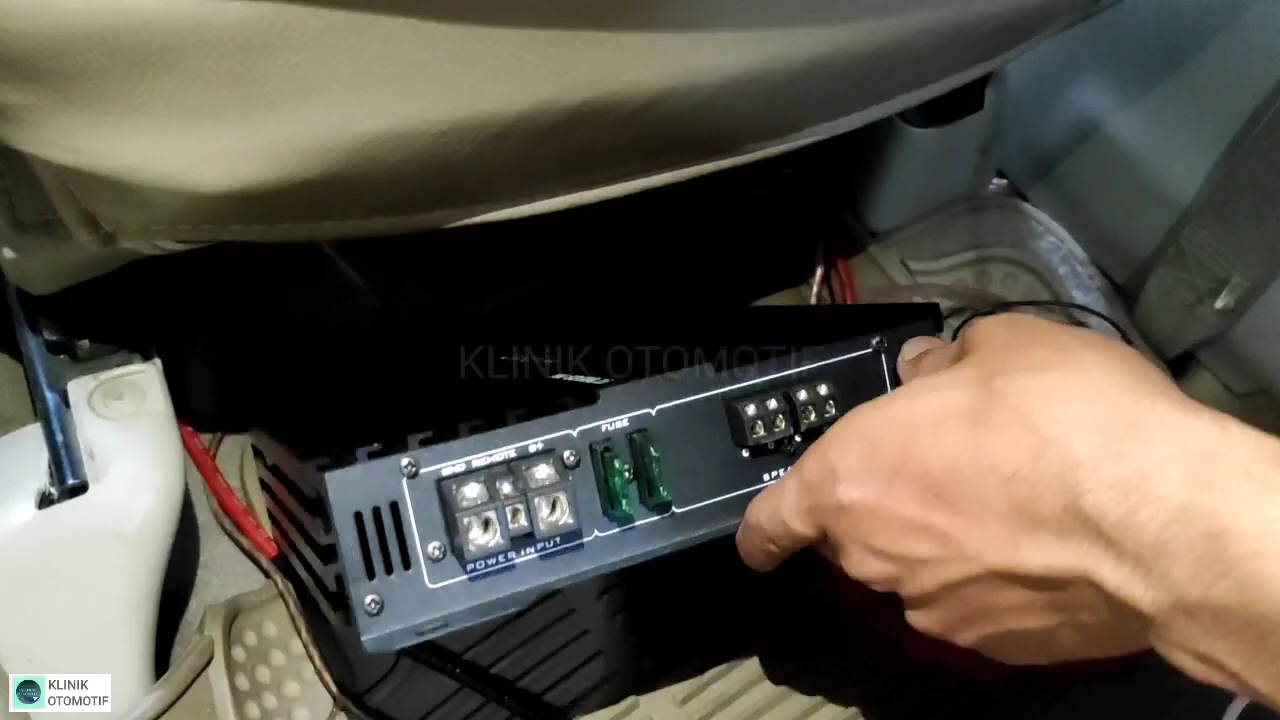 KLINIK OTOMOTIF
GND REMOTE B+
FUSE
POWER INPUT
KLINIK
OTOMOTIF